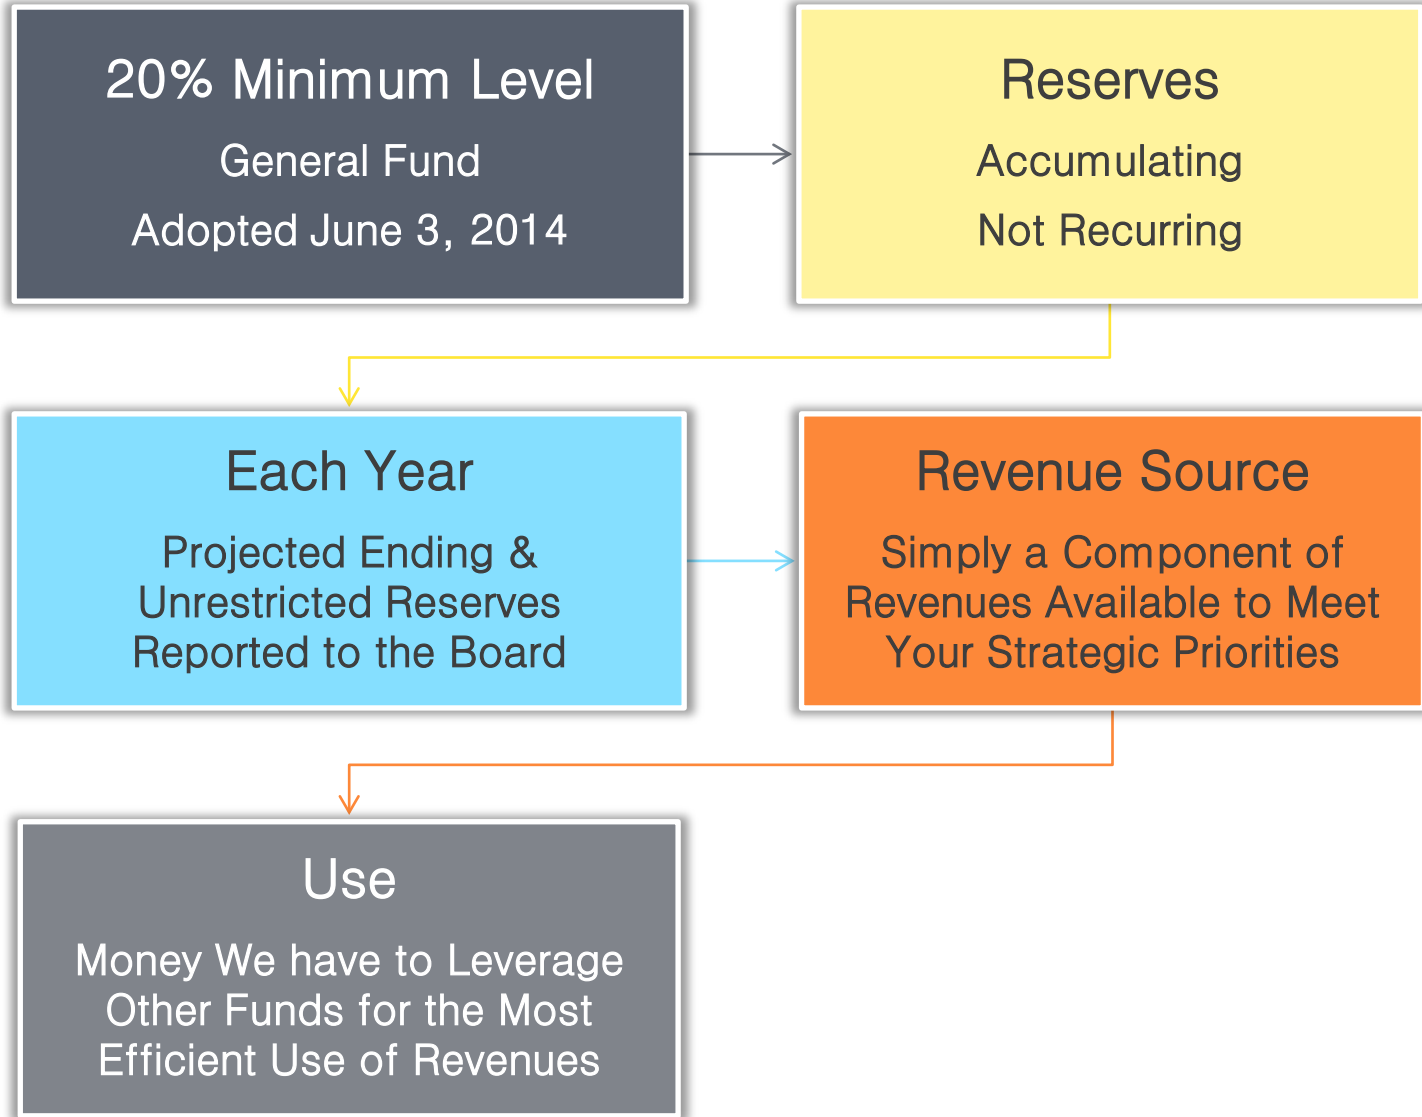 20% Minimum Level
General Fund
Adopted June 3, 2014
Reserves
Accumulating
Not Recurring
Each Year
Projected Ending &
Unrestricted Reserves
Reported to the Board
Revenue Source
Simply a Component of
Revenues Available to Meet
Your Strategic Priorities
Use
Money We have to Leverage
Other Funds for the Most
Efficient Use of Revenues